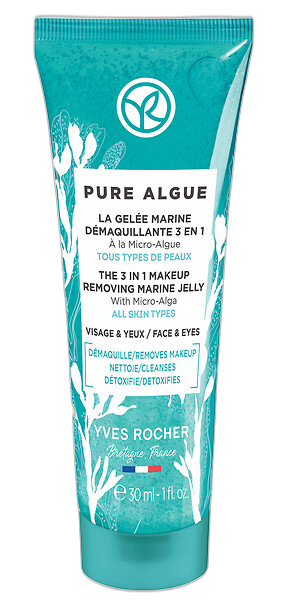 PURE ALGUE
LA GELÉE MARINE
DÉMAQUILLANTE 3 EN 1
À la Micro-Algue
TOUS TYPES DE PEAUX
THE 3 IN 1 MAKEUP
REMOVING MARINE JELLY
With Micro-Alga
ALL SKIN TYPES
VISAGE & YEUX / FACE & EYES
DÉMAQUILLE/REMOVES MAKEUP
NETTOIE/CLEANSES
DÉTOXIFIE/DETOXIFIES
YVES ROCHER
Bretagne, France
e 30 ml - 1 fl. oz.